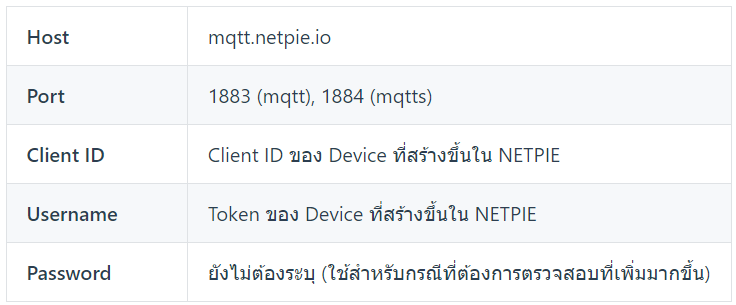 Host mqtt.netpie.io
Port 1883 (mqtt), 1884 (mqtts)
Client ID Client ID ของ Device ที่สร้างขึ้นใน NETPIE
Username Token ของ Device ที่สร้างขึ้นใน NETPIE
Password ยังไม่ต้องระบุ (ใช้สำหรับกรณีที่ต้องการตรวจสอบที่เพิ่มมากขึ้น)